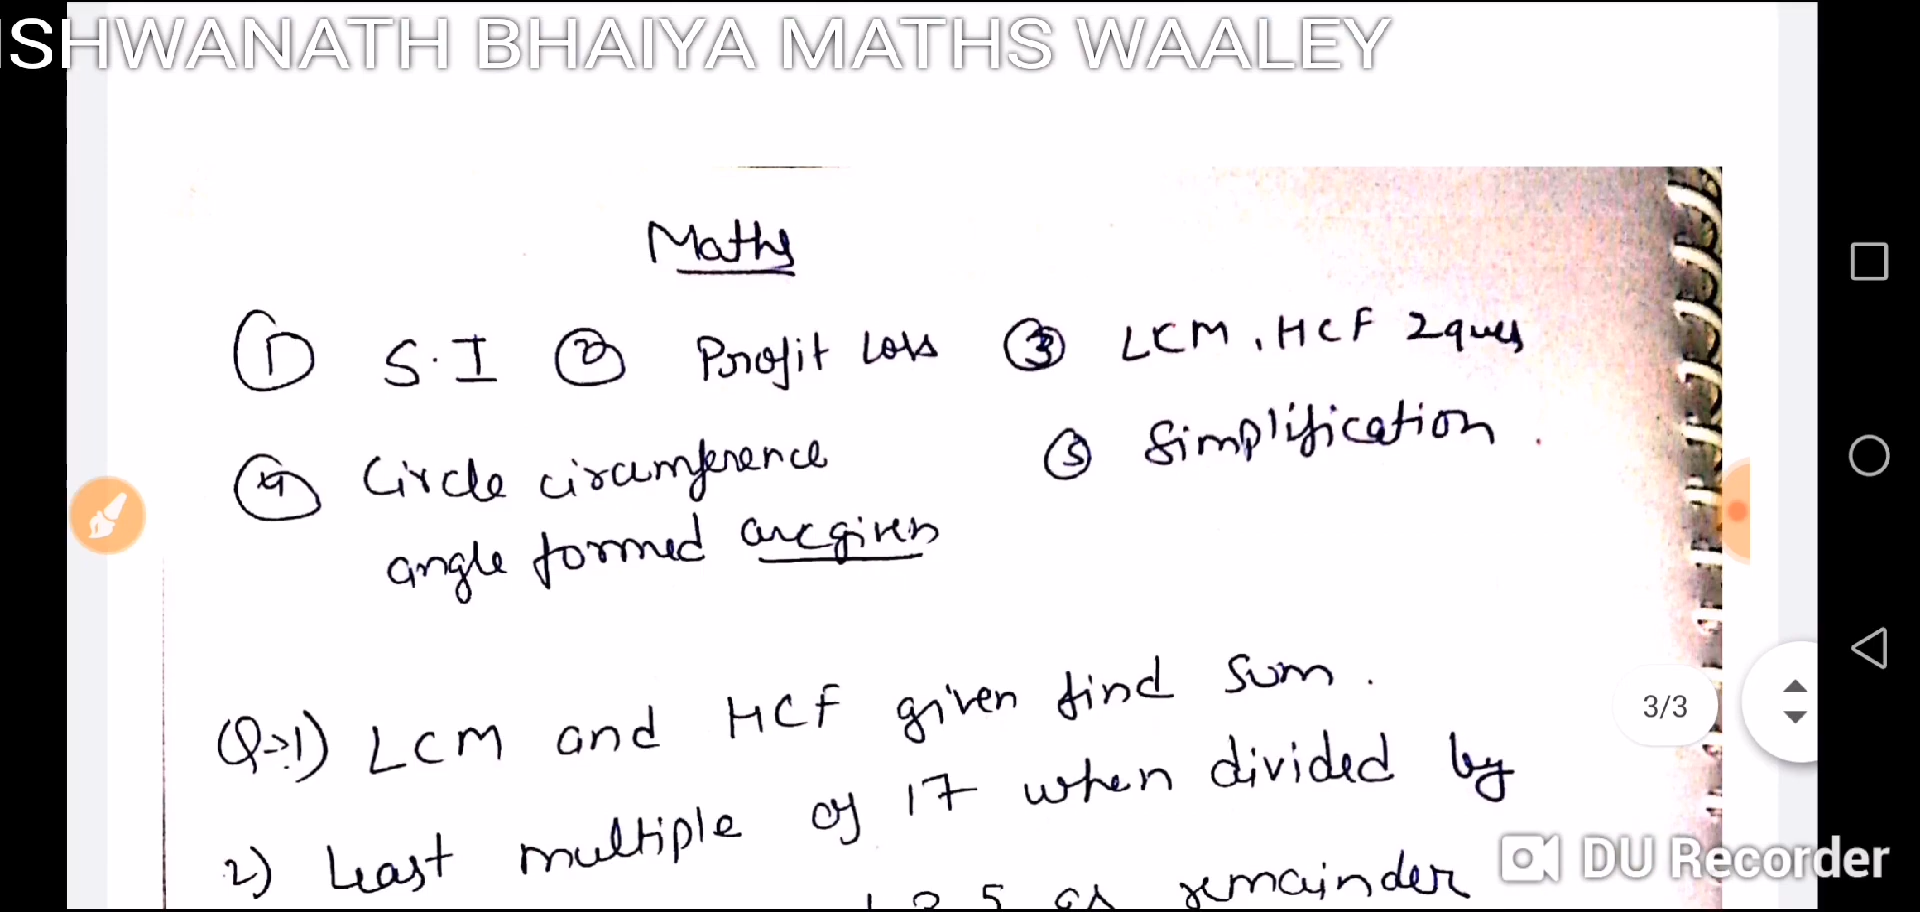 ISHWANATH BHAIYA MATHS WAALEY
Maths
① S.I ② Profit Loss ③ LCM, HCF 2ques
④ Circle circumference ⑤ Simplification.
angle formed arc given
Q→1) LCM and HCF given find sum.
2) Least multiple of 17 when divided by
as remainder
3/3
DU Recorder